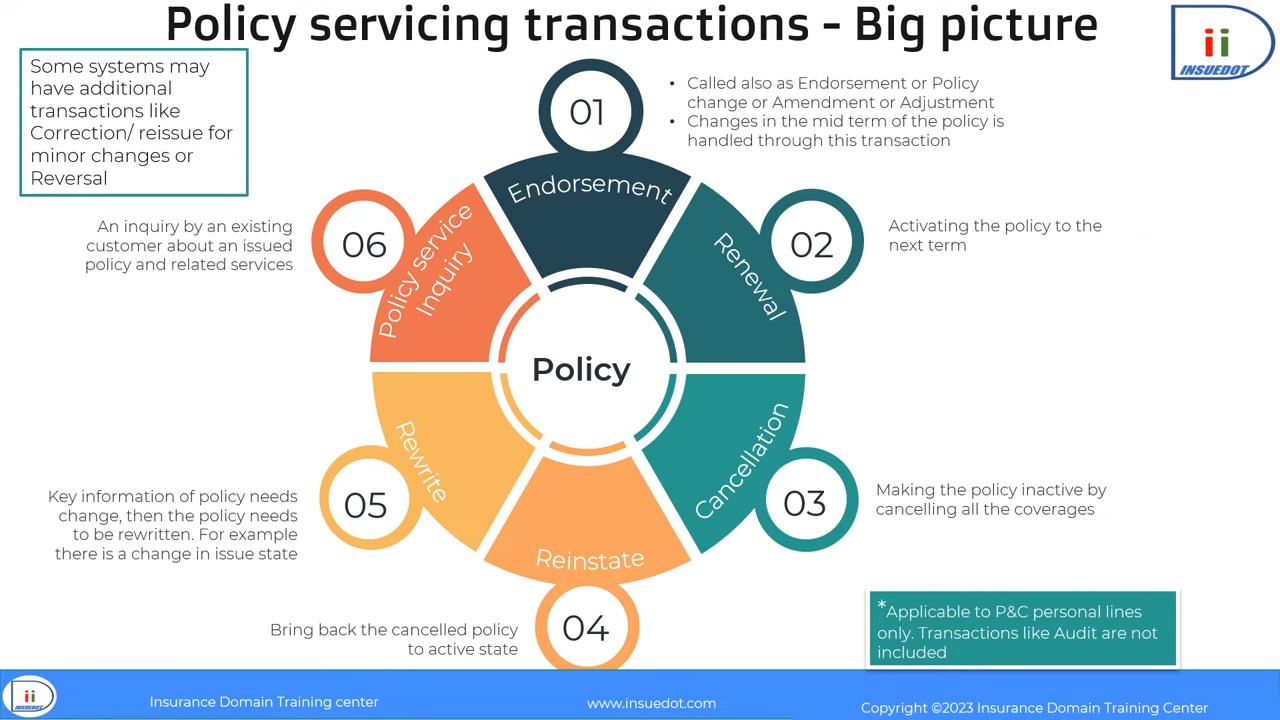 Policy servicing transactions - Big picture
ii
INSUEDOT
Some systems may
have additional
transactions like
Correction/ reissue for
minor changes or
Reversal
01
Endorsement
• Called also as Endorsement or Policy
change or Amendment or Adjustment
• Changes in the mid term of the policy is
handled through this transaction
02
Renewal
Activating the policy to the
next term
06
Policy service
Inquiry
An inquiry by an existing
customer about an issued
policy and related services
Policy
03
Cancellation
Making the policy inactive by
cancelling all the coverages
05
Rewrite
Key information of policy needs
change, then the policy needs
to be rewritten. For example
there is a change in issue state
04
Reinstate
Bring back the cancelled policy
to active state
*Applicable to P&C personal lines
only. Transactions like Audit are not
included
ii
INSUEDOT
Insurance Domain Training center
www.insuedot.com
Copyright ©2023 Insurance Domain Training Center